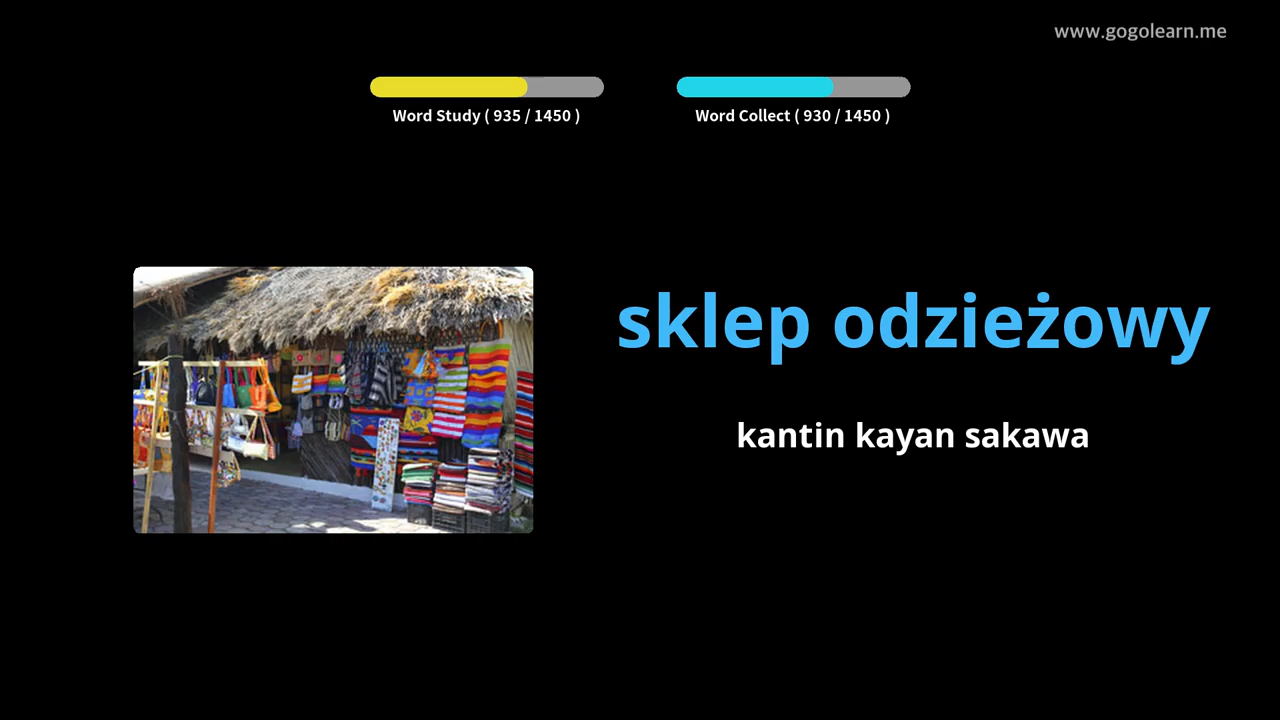 www.gogolearn.me
Word Study ( 935 / 1450 )
Word Collect ( 930 / 1450 )
sklep odzieżowy
kantin kayan sakawa